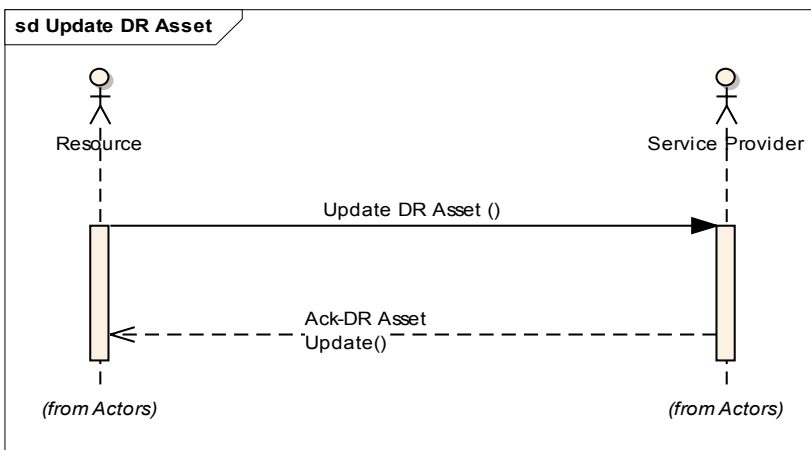 sd Update DR Asset
Resource
Service Provider
Update DR Asset ()
Ack-DR Asset
Update()
(from Actors)
(from Actors)